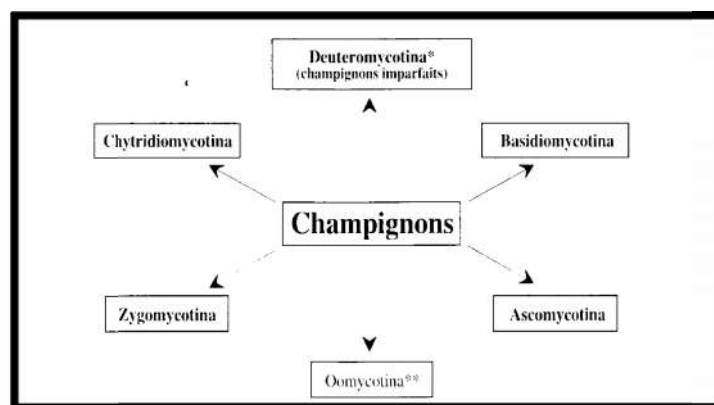 Deuteromycotina*
(champignons imparfaits)
Chytridiomycotina
Basidiomycotina
Champignons
Zygomycotina
Ascomycotina
Oomycotina**